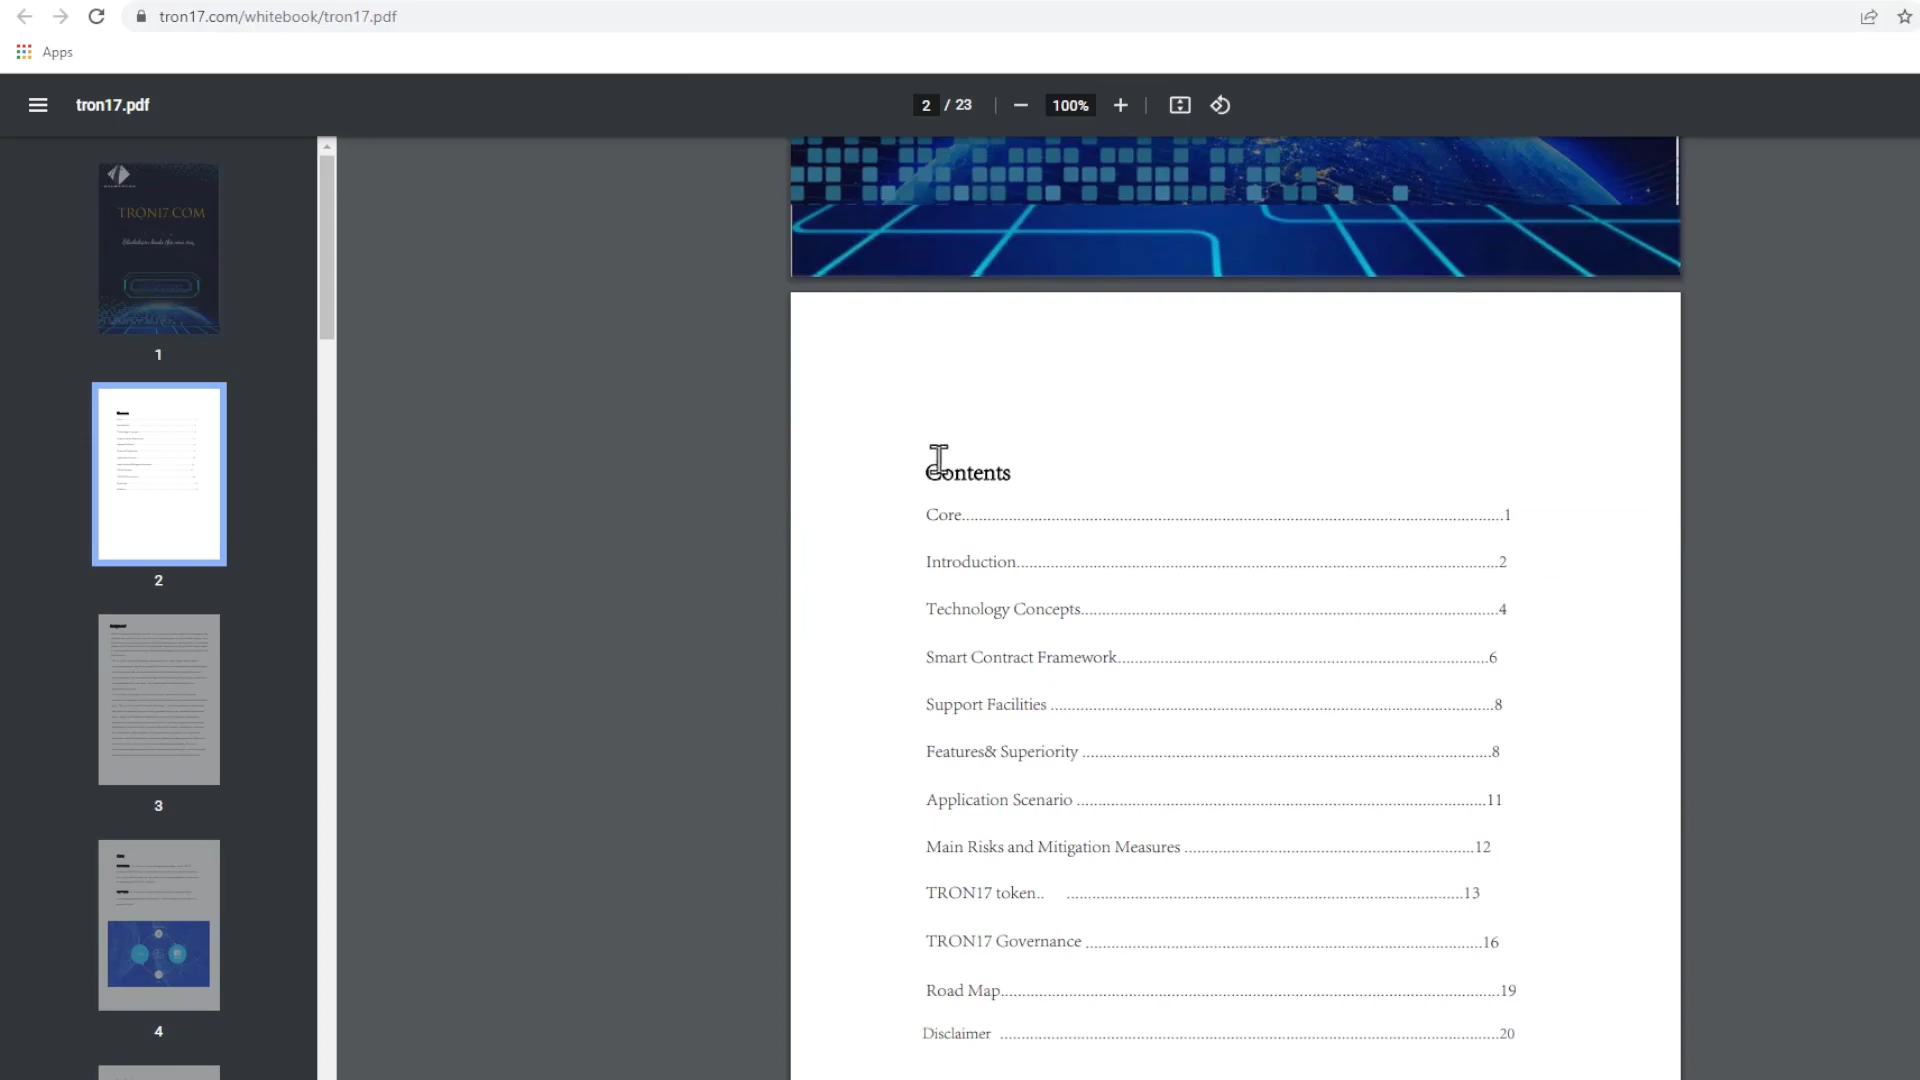 tron17.com/whitebook/tron17.pdf
Apps
tron17.pdf
2 / 23
100%
TRON17.COM
1
2
3
4
Contents
Core....................1
Introduction....................2
Technology Concepts....................4
Smart Contract Framework....................6
Support Facilities ....................8
Features& Superiority ....................8
Application Scenario ....................11
Main Risks and Mitigation Measures ....................12
TRON17 token.. ....................13
TRON17 Governance ....................16
Road Map....................19
Disclaimer ....................20